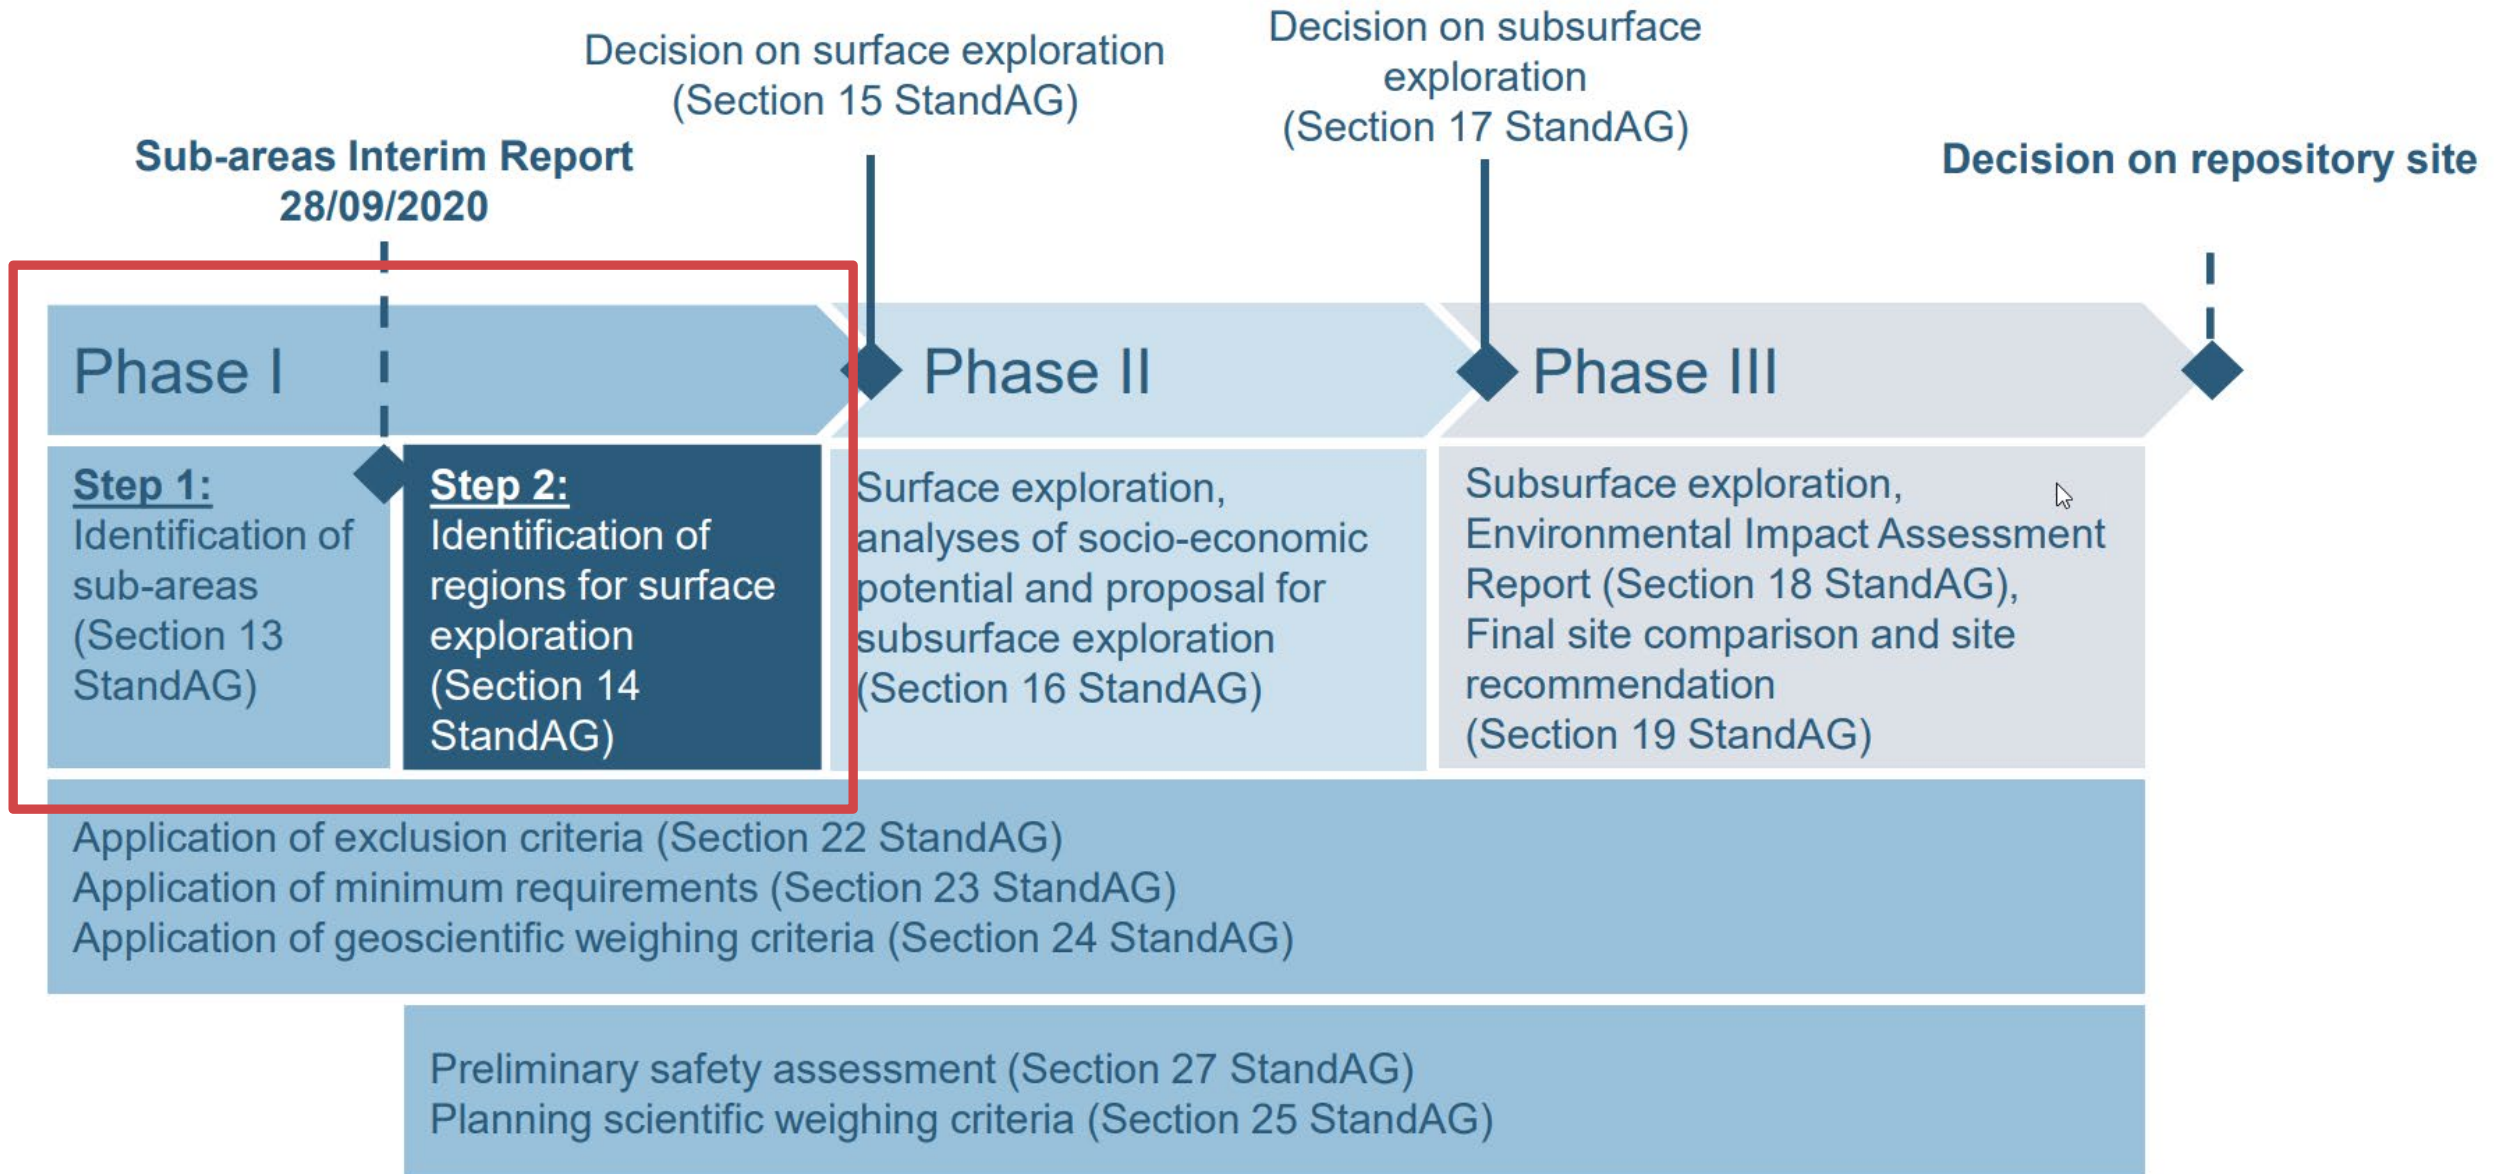 Decision on surface exploration
(Section 15 StandAG)
Decision on subsurface
exploration
(Section 17 StandAG)
Sub-areas Interim Report
28/09/2020
Decision on repository site
Phase I
Phase II
Phase III
Step 1:
Identification of
sub-areas
(Section 13
StandAG)
Step 2:
Identification of
regions for surface
exploration
(Section 14
StandAG)
Surface exploration,
analyses of socio-economic
potential and proposal for
subsurface exploration
(Section 16 StandAG)
Subsurface exploration,
Environmental Impact Assessment
Report (Section 18 StandAG),
Final site comparison and site
recommendation
(Section 19 StandAG)
Application of exclusion criteria (Section 22 StandAG)
Application of minimum requirements (Section 23 StandAG)
Application of geoscientific weighing criteria (Section 24 StandAG)
Preliminary safety assessment (Section 27 StandAG)
Planning scientific weighing criteria (Section 25 StandAG)